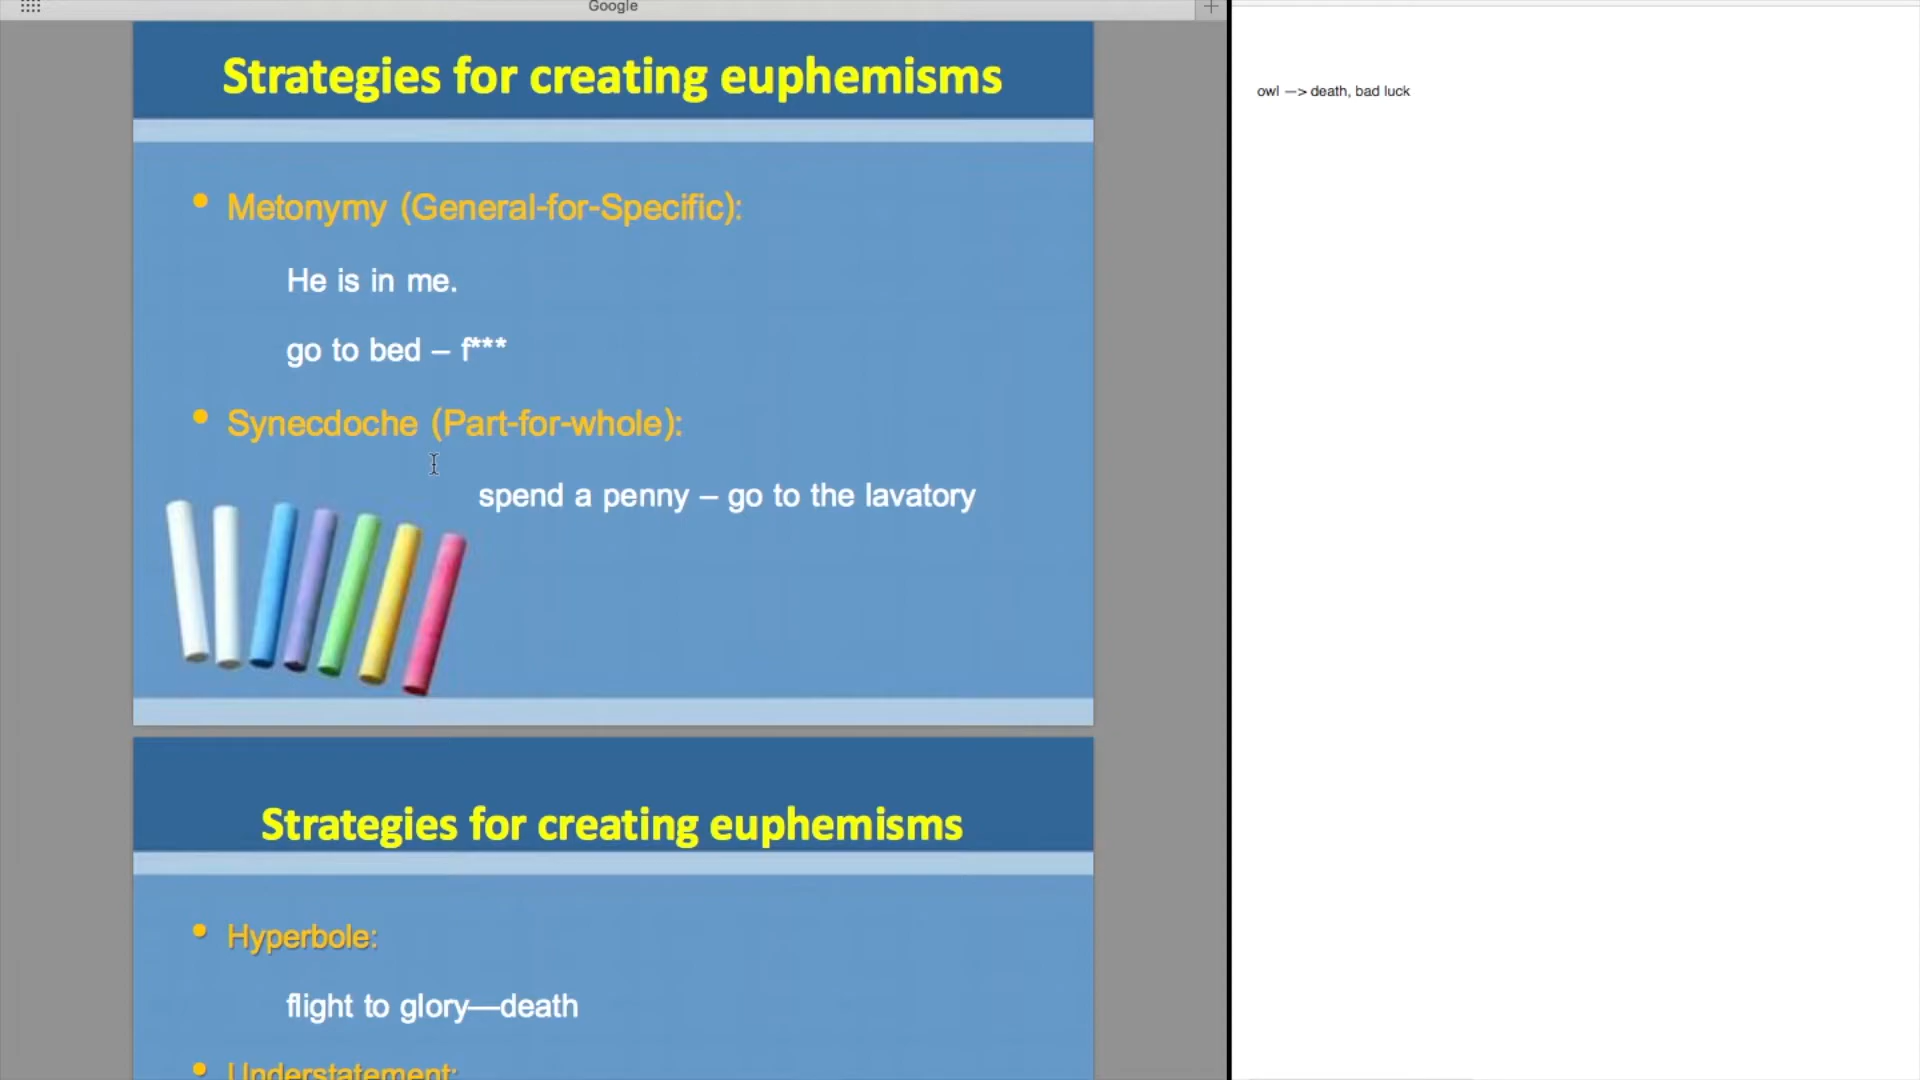 Google
Strategies for creating euphemisms
• Metonymy (General-for-Specific):
He is in me.
go to bed – f***
• Synecdoche (Part-for-whole):
spend a penny – go to the lavatory
Strategies for creating euphemisms
• Hyperbole:
flight to glory—death
• Understatement:
owl —> death, bad luck